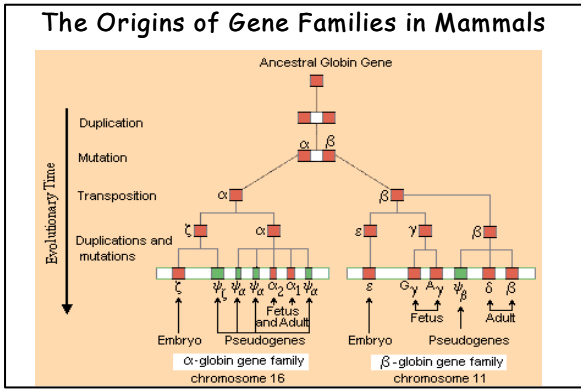 The Origins of Gene Families in Mammals
Ancestral Globin Gene
Duplication
Mutation
α β
Transposition
α β
Evolutionary Time
Duplications and
mutations
ζ α ε γ β
ζ ψζ ψα ψα α2 α1 ψα ε Gγ Aγ ψβ δ β
Fetus
and Adult
Fetus Adult
Embryo Pseudogenes Embryo Pseudogenes
α-globin gene family β-globin gene family
chromosome 16 chromosome 11